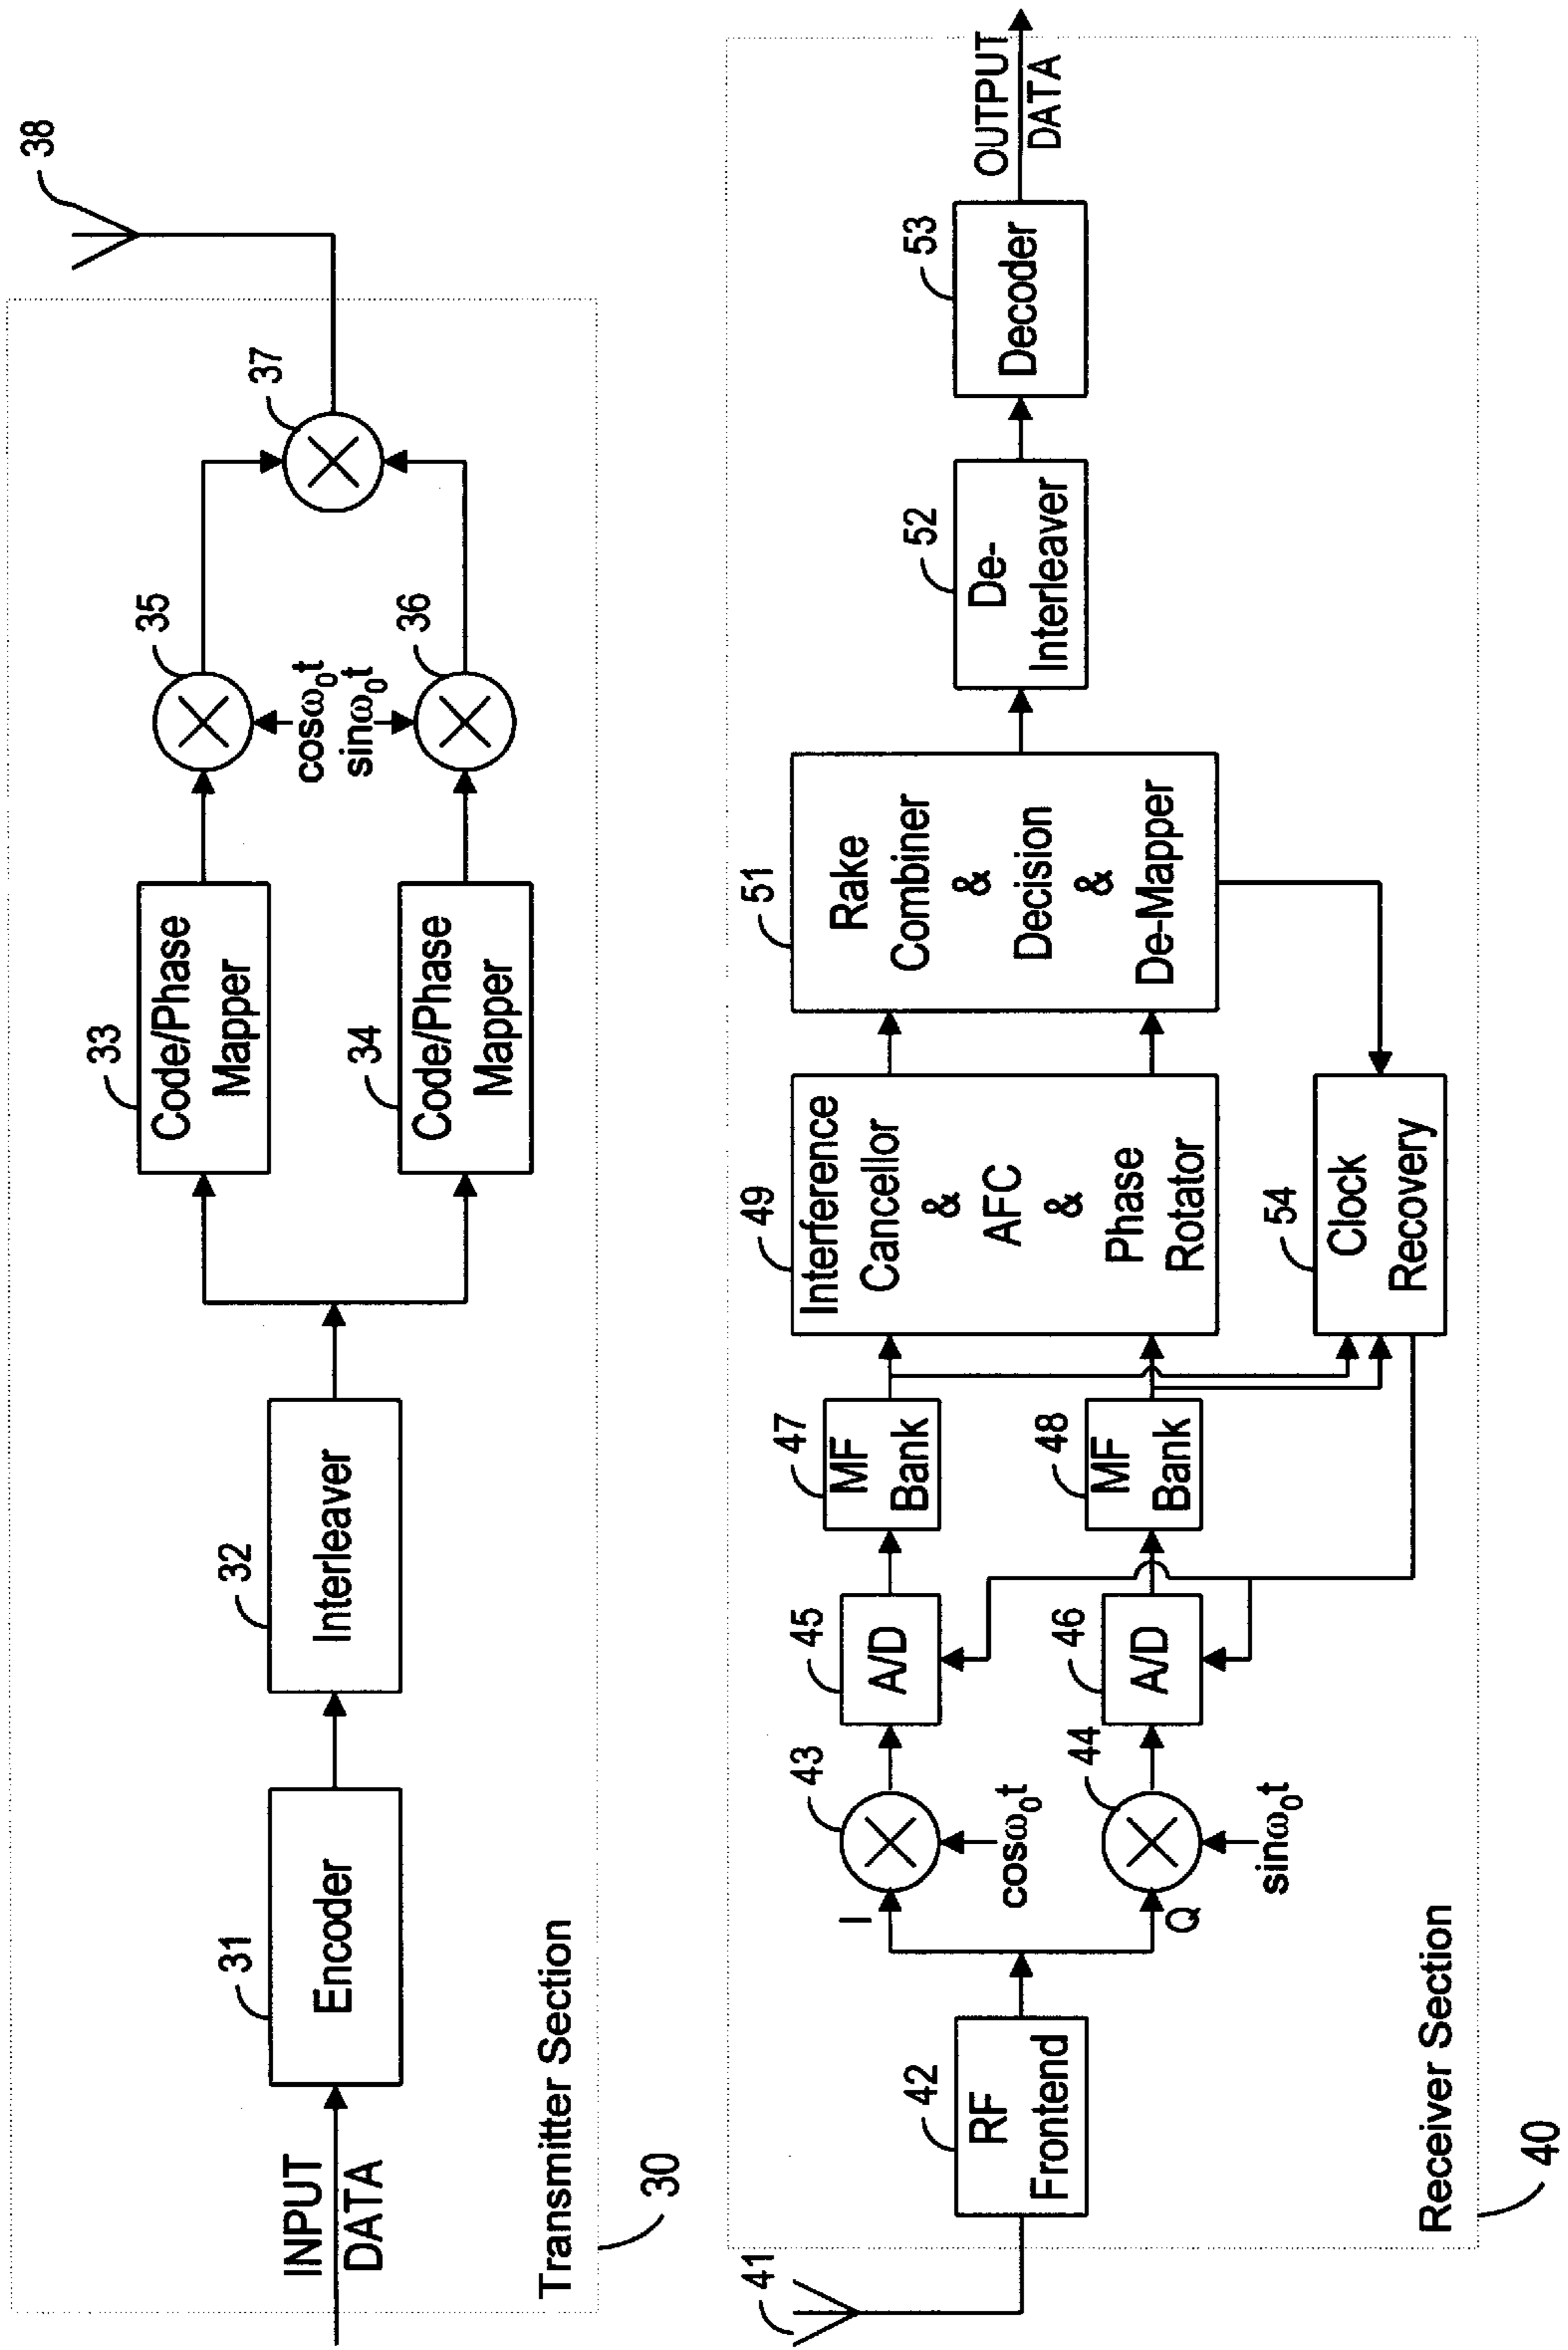 INPUT
DATA
31
Encoder
32
Interleaver
33
Code/Phase
Mapper
34
Code/Phase
Mapper
35
cosω₀t
sinω₀t
36
37
38
Transmitter Section
30
41
42
RF
Frontend
I
Q
43
cosω₀t
44
sinω₀t
45
A/D
46
A/D
47
MF
Bank
48
MF
Bank
49
Interference
Cancellor
&
AFC
&
Phase
Rotator
54
Clock
Recovery
51
Rake
Combiner
&
Decision
&
De-Mapper
52
De-
Interleaver
53
Decoder
OUTPUT
DATA
Receiver Section
40